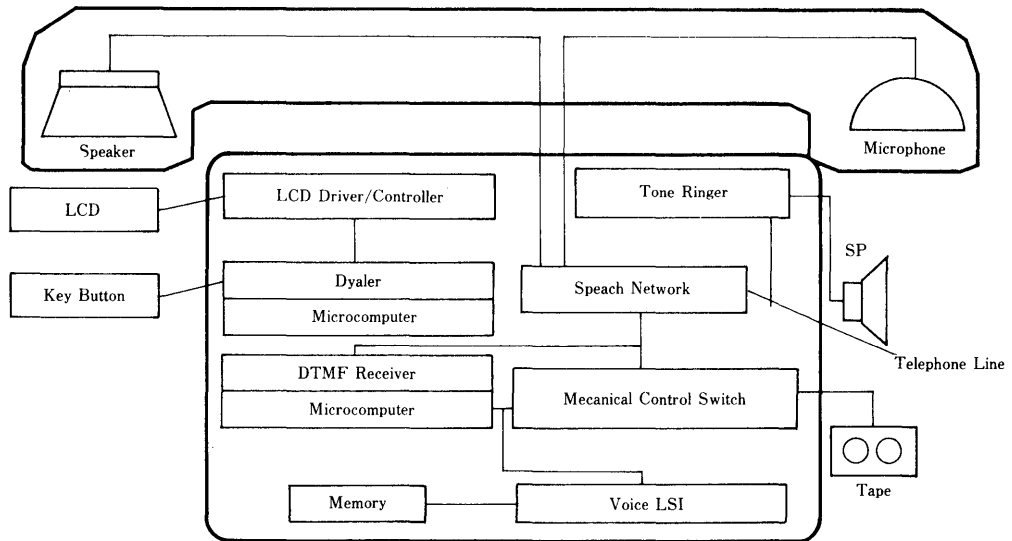 Speaker
Microphone
LCD
LCD Driver/Controller
Tone Ringer
SP
Key Button
Dyaler
Microcomputer
Speach Network
Telephone Line
DTMF Receiver
Microcomputer
Mecanical Control Switch
Tape
Memory
Voice LSI